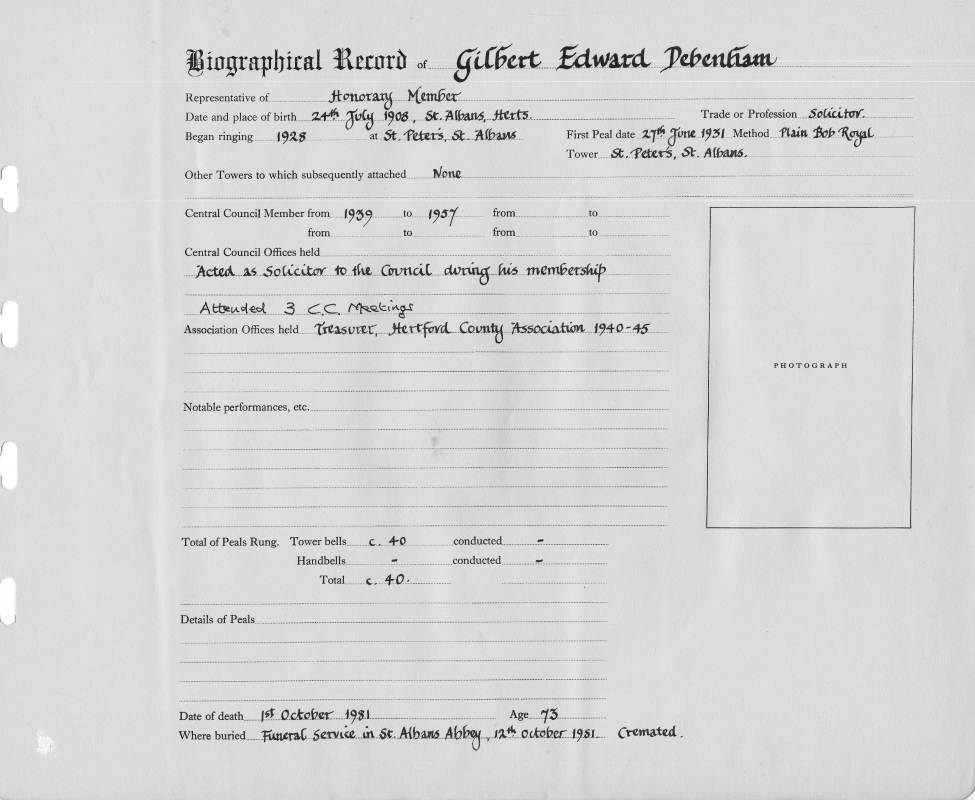 Biographical Record of Gilbert Edward Debenham
Representative of Honorary Member
Date and place of birth 24th July 1908, St. Albans, Herts. Trade or Profession Solicitor.
Began ringing 1928 at St. Peter's, St. Albans First Peal date 27th June 1931 Method Plain Bob Royal
Tower St. Peter's, St. Albans.
Other Towers to which subsequently attached None
Central Council Member from 1939 to 1957 from to
from to from to
Central Council Offices held
Acted as Solicitor to the Council during his membership
Attended 3 C.C. Meetings
Association Offices held Treasurer, Hertford County Association 1940-45
PHOTOGRAPH
Notable performances, etc.
Total of Peals Rung. Tower bells c. 40 conducted -
Handbells - conducted -
Total c. 40.
Details of Peals
Date of death 1st October 1981 Age 73
Where buried Funeral Service in St. Albans Abbey, 12th October 1981. Cremated.